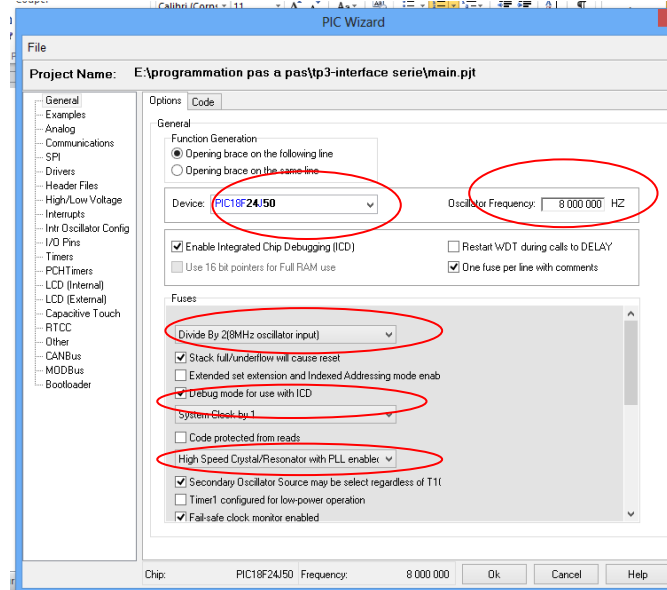 Calibri (Corps
11
PIC Wizard
File
Project Name: E:\programmation pas a pas\tp3-interface serie\main.pjt
General
Examples
Analog
Communications
SPI
Drivers
Header Files
High/Low Voltage
Interrupts
Intr Oscillator Config
I/O Pins
Timers
PCHTimers
LCD (Internal)
LCD (External)
Capacitive Touch
RTCC
Other
CANBus
MODBus
Bootloader
Options Code
General
Function Generation
Opening brace on the following line
Opening brace on the same line
Device: PIC18F24J50 Oscillator Frequency: 8 000 000 HZ
Enable Integrated Chip Debugging (ICD) Restart WDT during calls to DELAY
Use 16 bit pointers for Full RAM use One fuse per line with comments
Fuses
Divide By 2(8MHz oscillator input)
Stack full/underflow will cause reset
Extended set extension and Indexed Addressing mode enab
Debug mode for use with ICD
System Clock by 1
Code protected from reads
High Speed Crystal/Resonator with PLL enabled
Secondary Oscillator Source may be select regardless of T1(
Timer1 configured for low-power operation
Fail-safe clock monitor enabled
Chip: PIC18F24J50 Frequency: 8 000 000 Ok Cancel Help